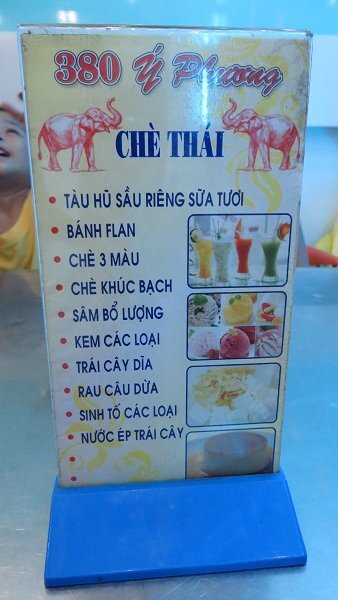 380 Ý Phương
CHÈ THÁI
• TÀU HŨ SẦU RIÊNG SỮA TƯƠI
• BÁNH FLAN
• CHÈ 3 MÀU
• CHÈ KHÚC BẠCH
• SÂM BỔ LƯỢNG
• KEM CÁC LOẠI
• TRÁI CÂY DĨA
• RAU CÂU DỪA
• SINH TỐ CÁC LOẠI
• NƯỚC ÉP TRÁI CÂY